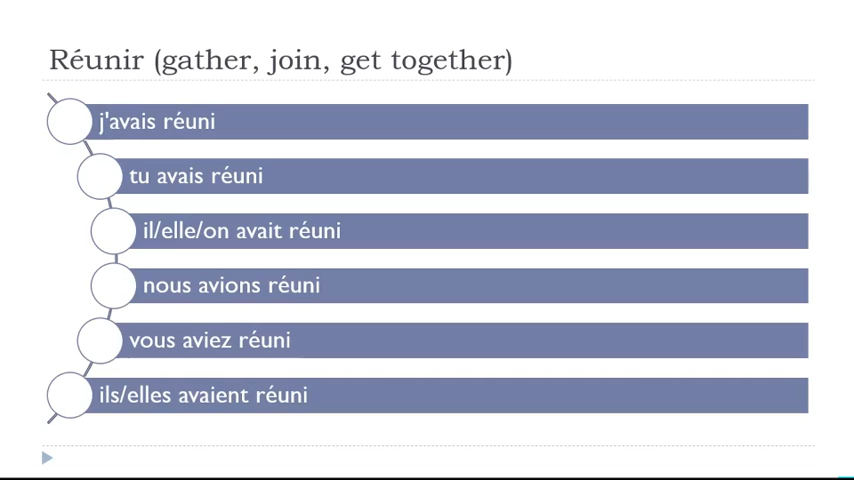 Réunir (gather, join, get together)
j'avais réuni
tu avais réuni
il/elle/on avait réuni
nous avions réuni
vous aviez réuni
ils/elles avaient réuni